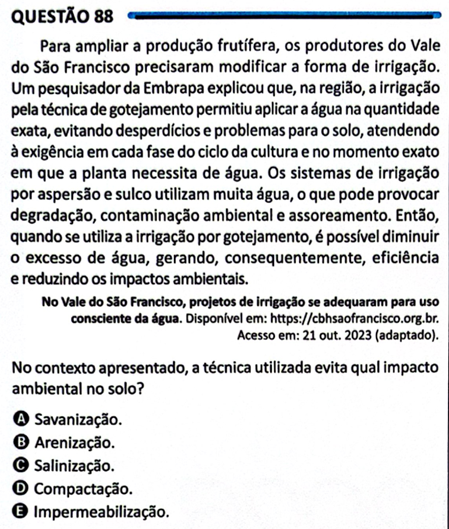 QUESTÃO 88
Para ampliar a produção frutífera, os produtores do Vale
do São Francisco precisaram modificar a forma de irrigação.
Um pesquisador da Embrapa explicou que, na região, a irrigação
pela técnica de gotejamento permitiu aplicar a água na quantidade
exata, evitando desperdícios e problemas para o solo, atendendo
à exigência em cada fase do ciclo da cultura e no momento exato
em que a planta necessita de água. Os sistemas de irrigação
por aspersão e sulco utilizam muita água, o que pode provocar
degradação, contaminação ambiental e assoreamento. Então,
quando se utiliza a irrigação por gotejamento, é possível diminuir
o excesso de água, gerando, consequentemente, eficiência
e reduzindo os impactos ambientais.
No Vale do São Francisco, projetos de irrigação se adequaram para uso
consciente da água. Disponível em: https://cbhsaofrancisco.org.br.
Acesso em: 21 out. 2023 (adaptado).
No contexto apresentado, a técnica utilizada evita qual impacto
ambiental no solo?
A Savanização.
B Arenização.
C Salinização.
D Compactação.
E Impermeabilização.